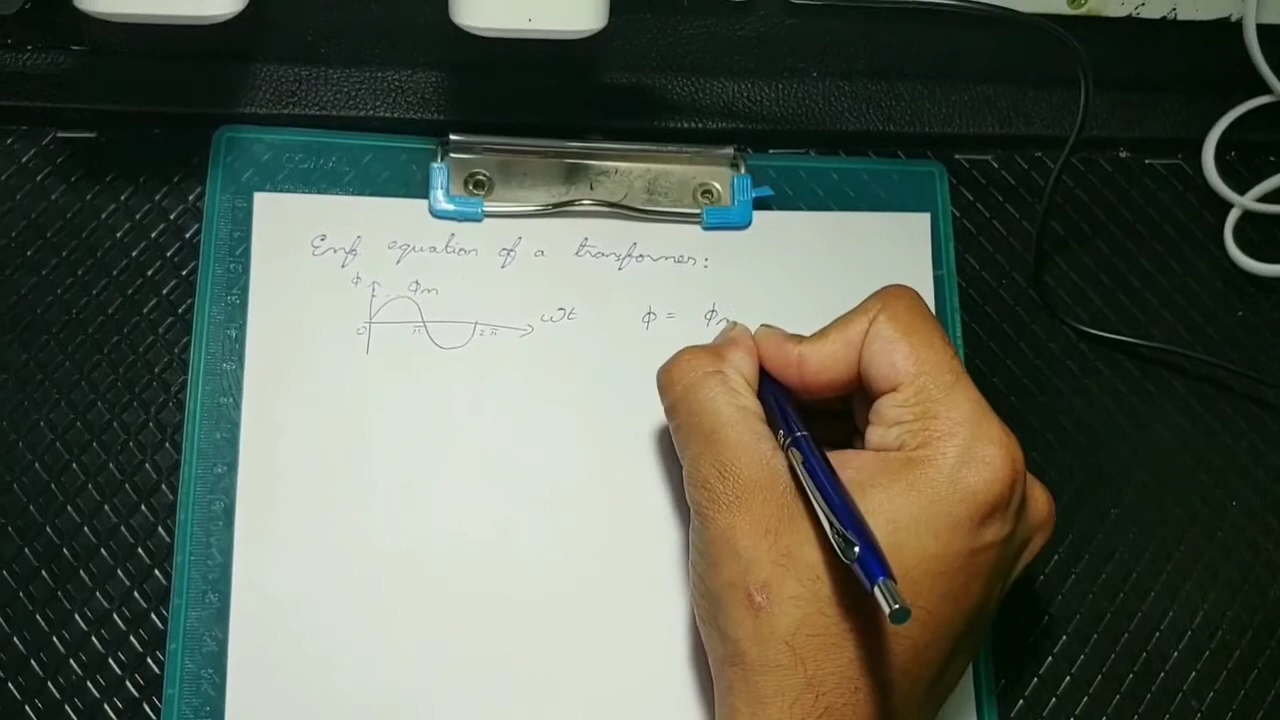 Emf equation of a transformer:
ϕ ϕm
ωt ϕ = ϕm
0 π 2π